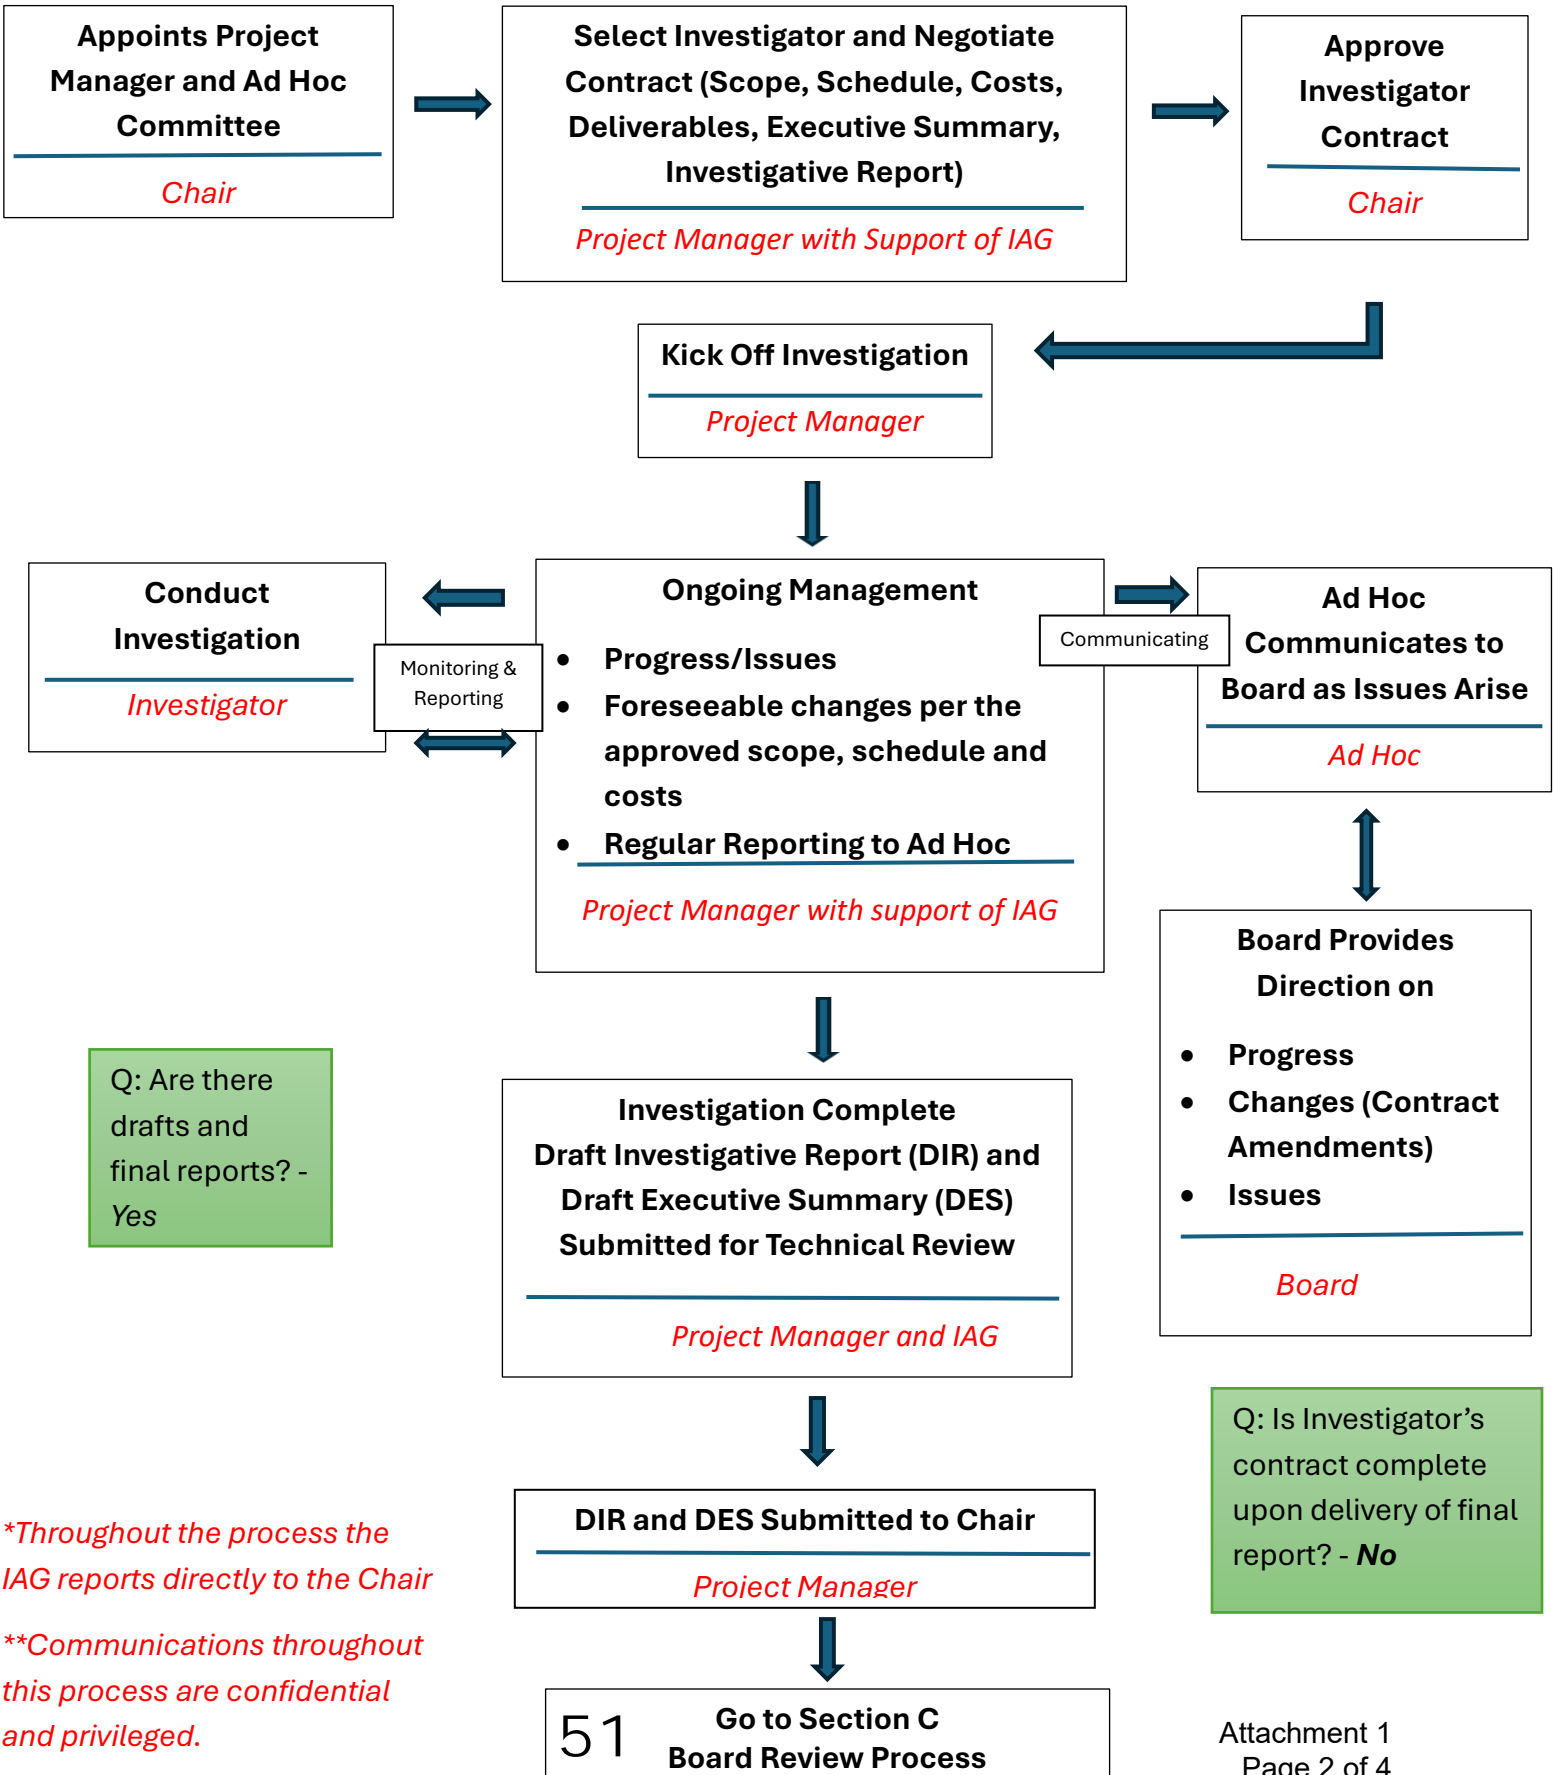 Appoints Project
Manager and Ad Hoc
Committee
Chair
Select Investigator and Negotiate
Contract (Scope, Schedule, Costs,
Deliverables, Executive Summary,
Investigative Report)
Project Manager with Support of IAG
Approve
Investigator
Contract
Chair
Kick Off Investigation
Project Manager
Conduct
Investigation
Investigator
Monitoring &
Reporting
Ongoing Management
• Progress/Issues
• Foreseeable changes per the
approved scope, schedule and
costs
• Regular Reporting to Ad Hoc
Project Manager with support of IAG
Communicating
Ad Hoc
Communicates to
Board as Issues Arise
Ad Hoc
Board Provides
Direction on
• Progress
• Changes (Contract
Amendments)
• Issues
Board
Q: Are there
drafts and
final reports? -
Yes
Investigation Complete
Draft Investigative Report (DIR) and
Draft Executive Summary (DES)
Submitted for Technical Review
Project Manager and IAG
Q: Is Investigator’s
contract complete
upon delivery of final
report? - No
DIR and DES Submitted to Chair
Project Manager
*Throughout the process the
IAG reports directly to the Chair
**Communications throughout
this process are confidential
and privileged.
51
Go to Section C
Board Review Process
Attachment 1
Page 2 of 4